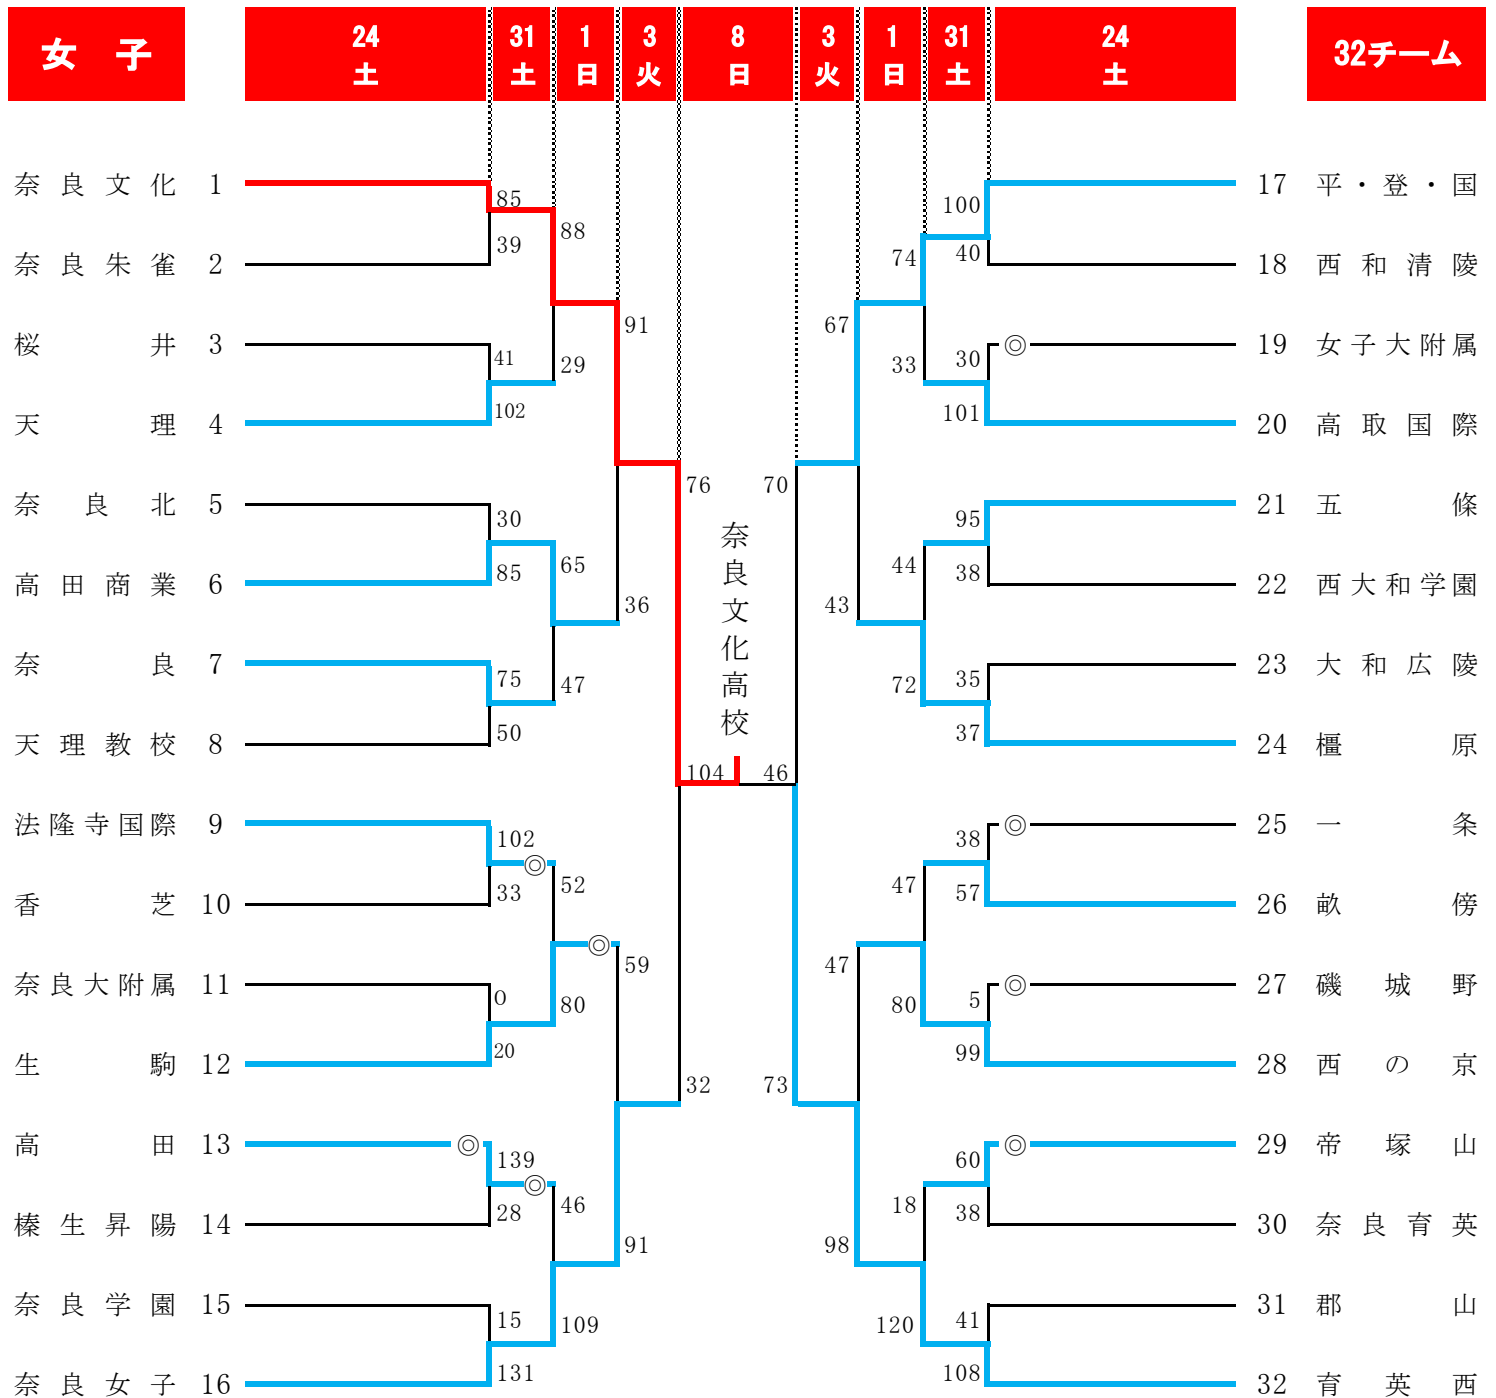 女子 24 31 1 3 8 3 1 31 24 32チーム
土 土 日 火 日 火 日 土 土
奈良文化 1 17 平・登・国
85 100
88
39 74 40
奈良朱雀 2 18 西和清陵
91 67
桜井 3 ◎ 19 女子大附属
41 29 33 30
102 101
天理 4 20 高取国際
76 70
奈良北 5 21 五條
30 95
85 65 44 38
高田商業 6 22 西大和学園
36 43
奈良 7 23 大和広陵
75 47 72 35
奈良文化高校
50 37
天理教校 8 24 橿原
104 46
法隆寺国際 9 ◎ 25 一条
102 38
◎
33 52 47 57
香芝 10 26 畝傍
◎
59 47
奈良大附属 11 ◎ 27 磯城野
0 80 80 5
20 99
生駒 12 28 西の京
32 73
高田 13 ◎ ◎ 29 帝塚山
139 60
◎
28 46 18 38
榛生昇陽 14 30 奈良育英
91 98
奈良学園 15 31 郡山
15 109 120 41
131 108
奈良女子 16 32 育英西